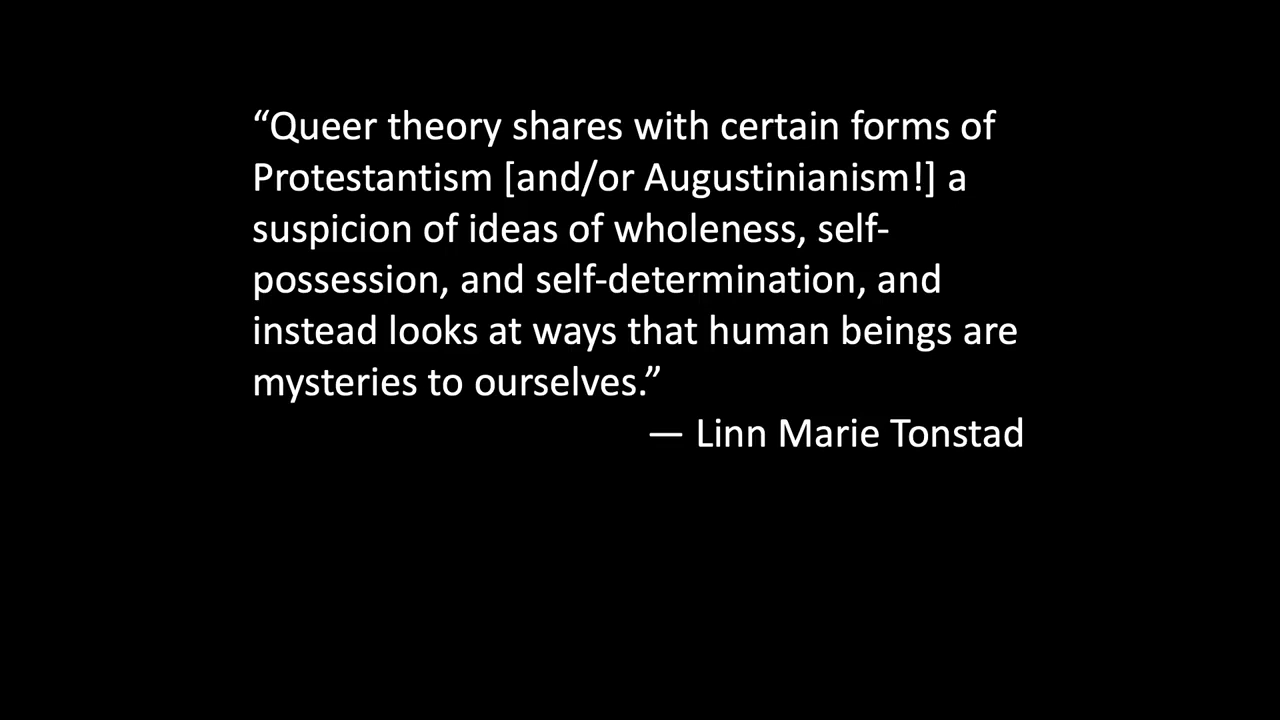 “Queer theory shares with certain forms of
Protestantism [and/or Augustinianism!] a
suspicion of ideas of wholeness, self-
possession, and self-determination, and
instead looks at ways that human beings are
mysteries to ourselves.”
— Linn Marie Tonstad